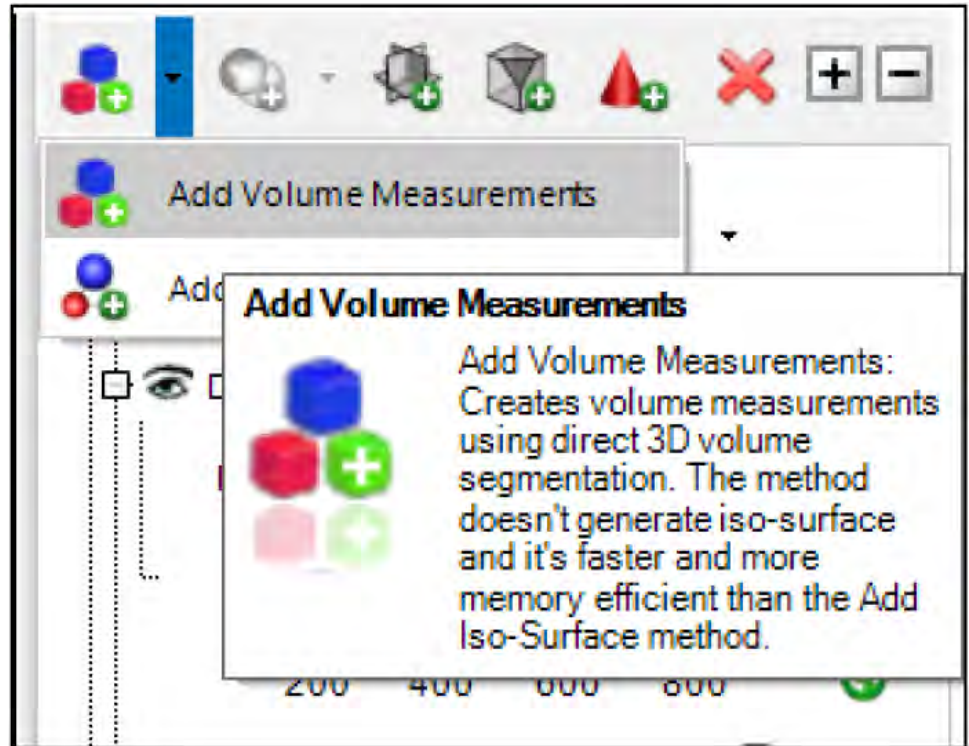 Add Volume Measurements
Add
Add Volume Measurements
Add Volume Measurements:
Creates volume measurements
using direct 3D volume
segmentation. The method
doesn't generate iso-surface
and it's faster and more
memory efficient than the Add
Iso-Surface method.
200 400 600 800